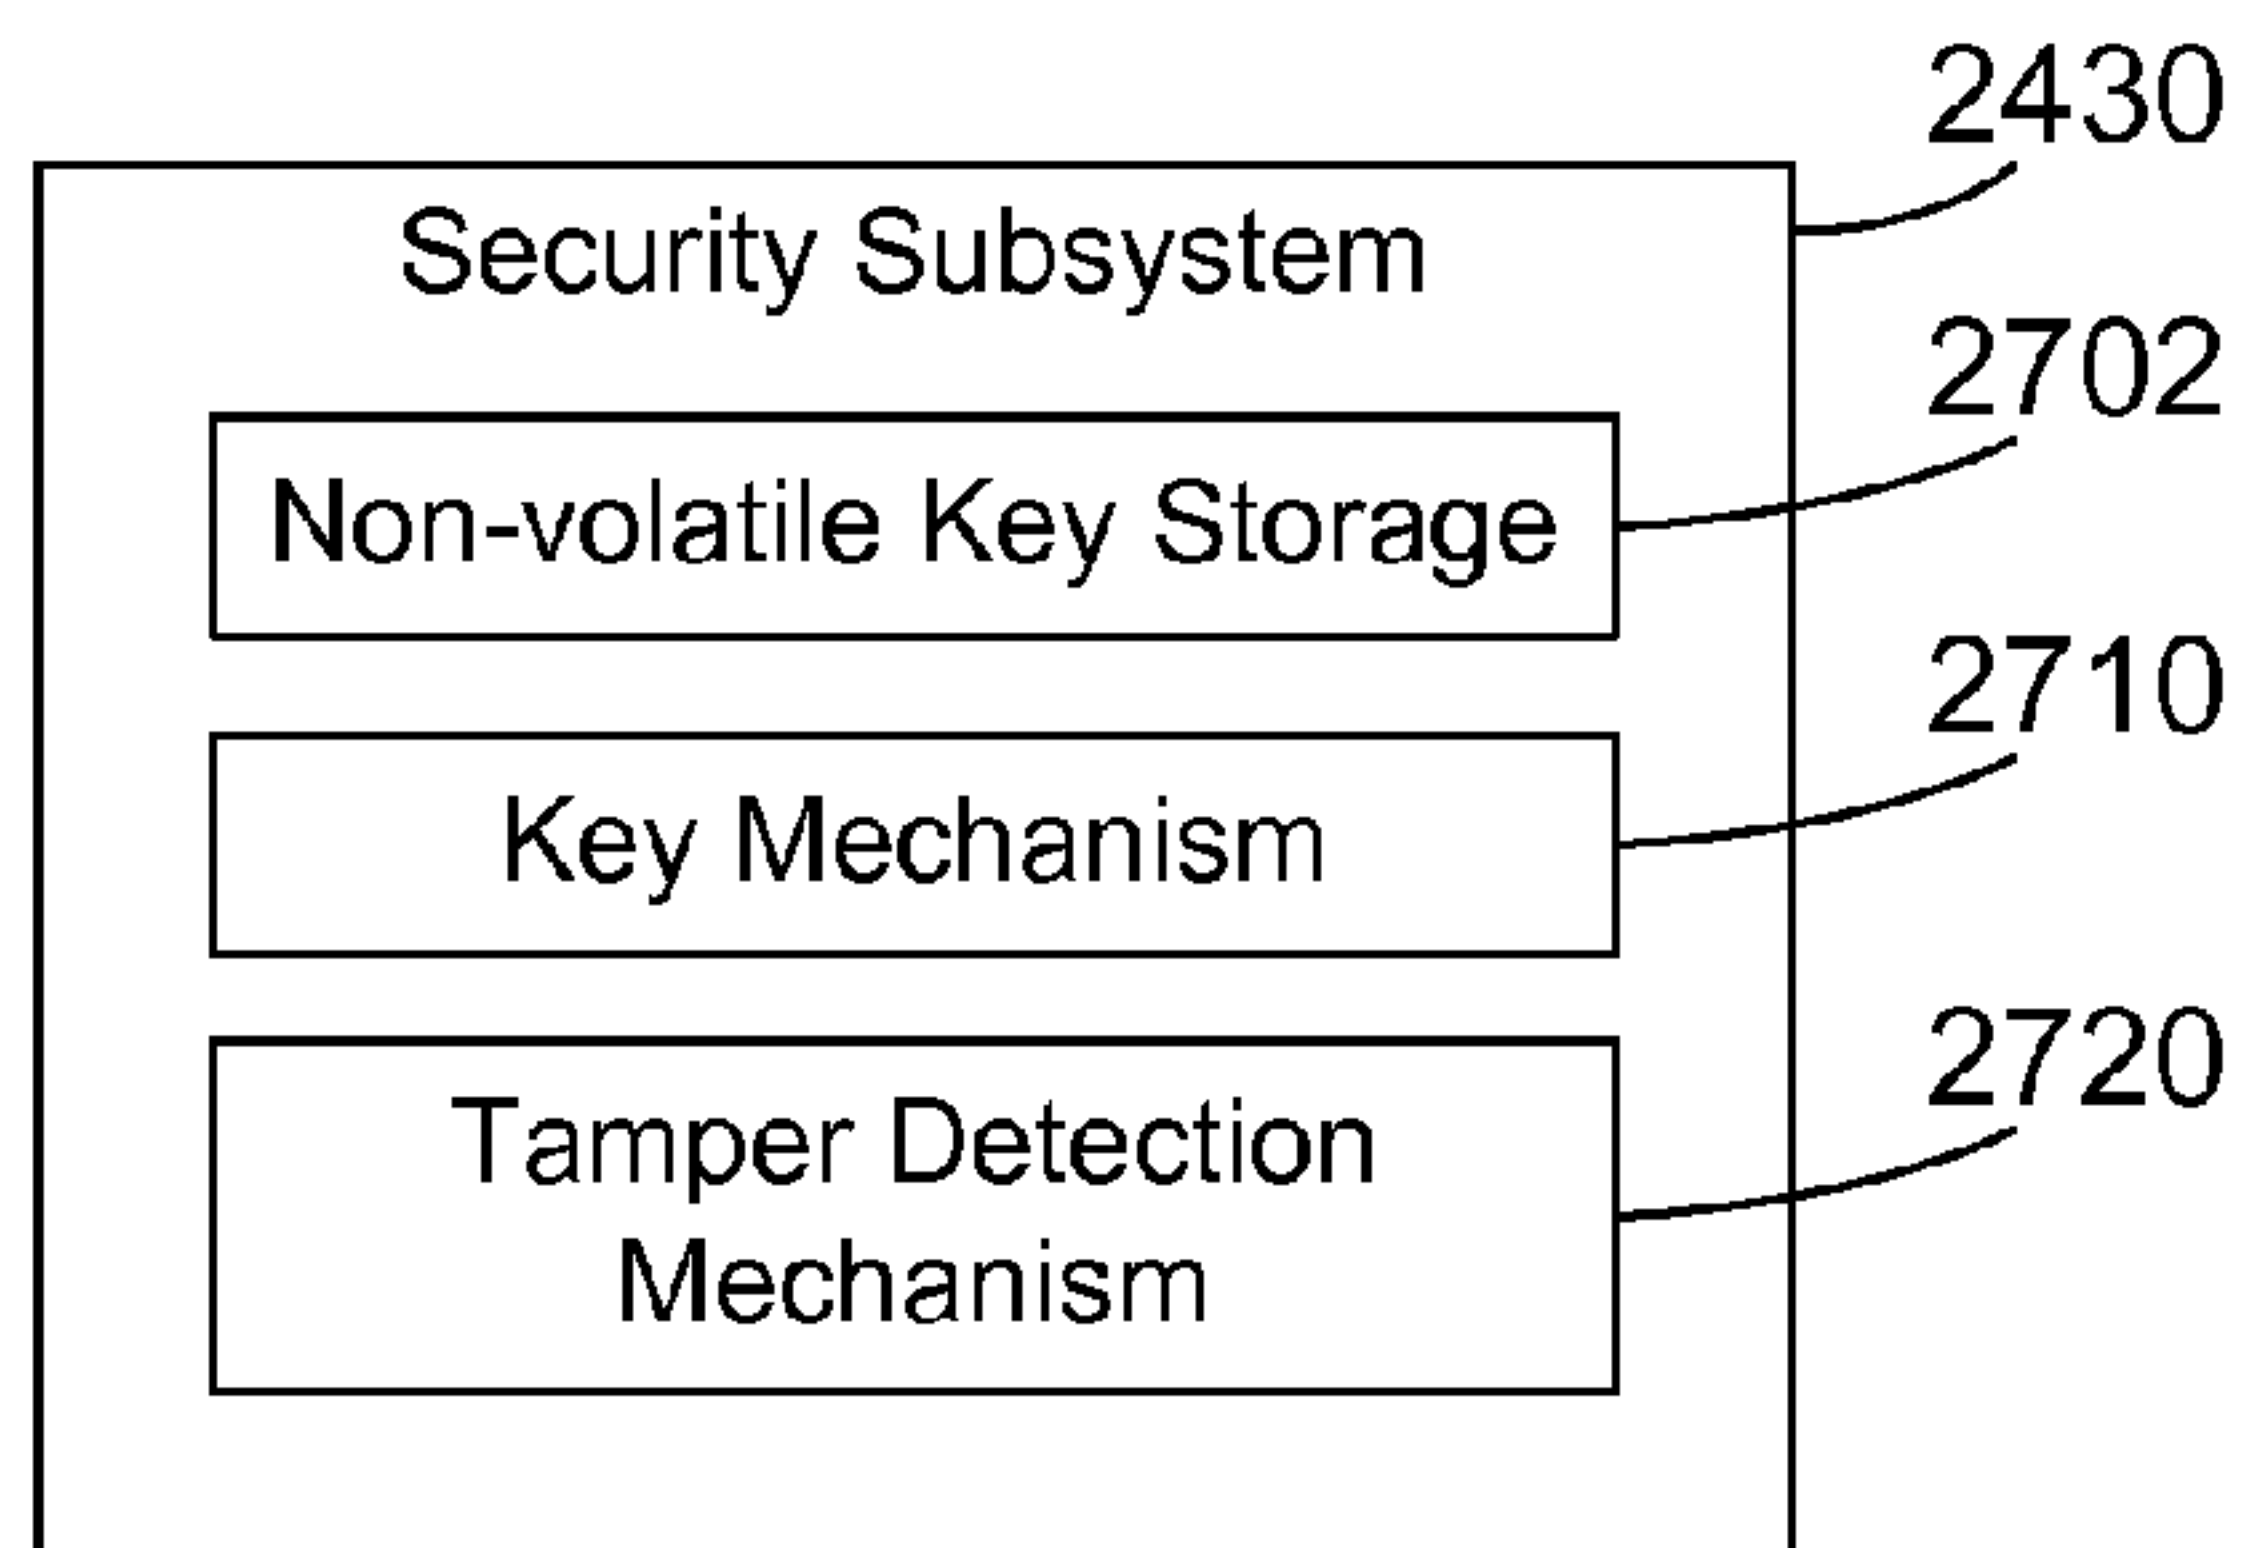 2430
Security Subsystem
2702
Non-volatile Key Storage
2710
Key Mechanism
2720
Tamper Detection
Mechanism